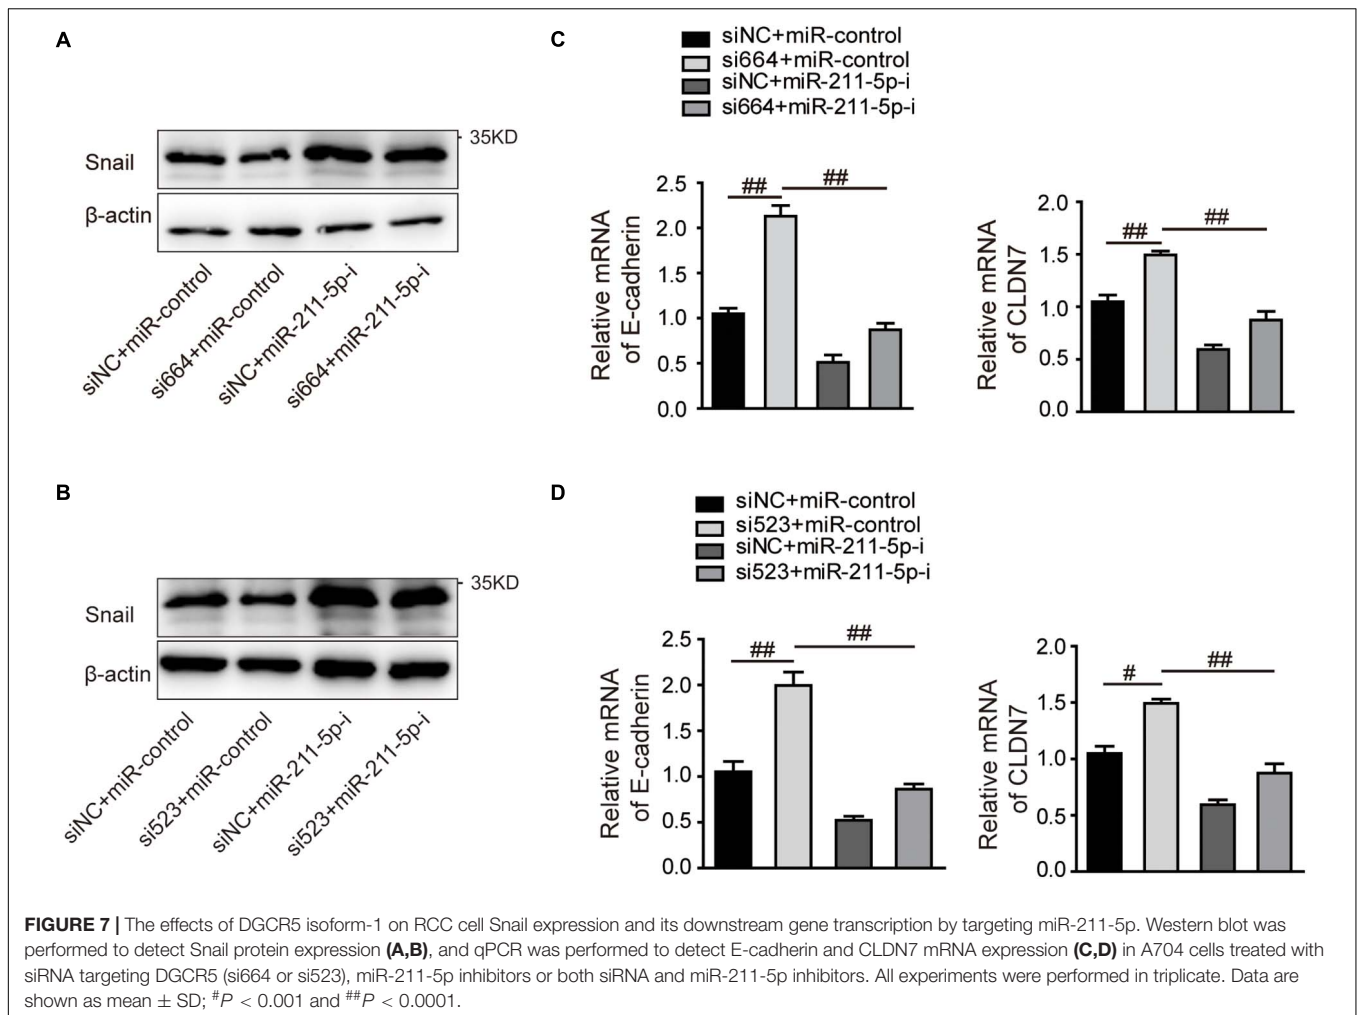 A
Snail
35KD
β-actin
siNC+miR-control
si664+miR-control
siNC+miR-211-5p-i
si664+miR-211-5p-i
C
siNC+miR-control
si664+miR-control
siNC+miR-211-5p-i
si664+miR-211-5p-i
Relative mRNA
of E-cadherin
2.5
2.0
1.5
1.0
0.5
0.0
##
##
Relative mRNA
of CLDN7
2.0
1.5
1.0
0.5
0.0
##
##
B
Snail
35KD
β-actin
siNC+miR-control
si523+miR-control
siNC+miR-211-5p-i
si523+miR-211-5p-i
D
siNC+miR-control
si523+miR-control
siNC+miR-211-5p-i
si523+miR-211-5p-i
Relative mRNA
of E-cadherin
2.5
2.0
1.5
1.0
0.5
0.0
##
##
Relative mRNA
of CLDN7
2.0
1.5
1.0
0.5
0.0
#
##
FIGURE 7 | The effects of DGCR5 isoform-1 on RCC cell Snail expression and its downstream gene transcription by targeting miR-211-5p. Western blot was
performed to detect Snail protein expression (A,B), and qPCR was performed to detect E-cadherin and CLDN7 mRNA expression (C,D) in A704 cells treated with
siRNA targeting DGCR5 (si664 or si523), miR-211-5p inhibitors or both siRNA and miR-211-5p inhibitors. All experiments were performed in triplicate. Data are
shown as mean ± SD; #P < 0.001 and ##P < 0.0001.